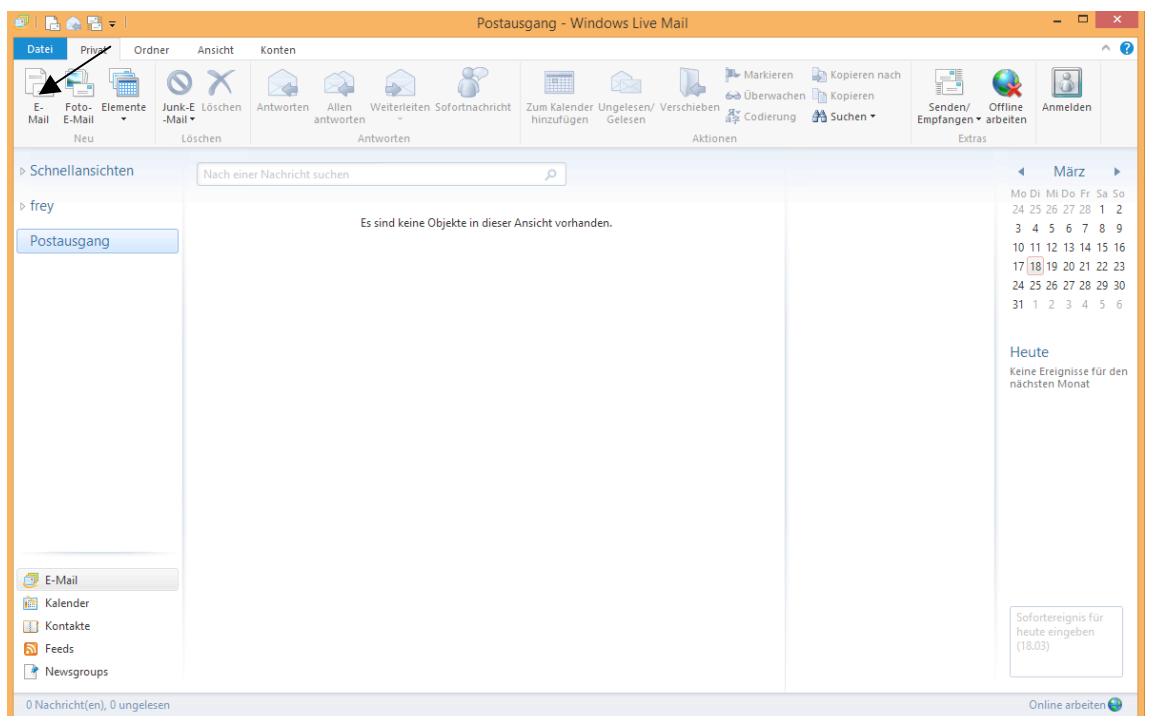 Postausgang - Windows Live Mail
Datei Privat Ordner Ansicht Konten
E-
Mail
Foto-
E-Mail
Elemente
Neu
Junk-E
-Mail
Löschen
Löschen
Antworten
Allen
antworten
Weiterleiten
Sofortnachricht
Antworten
Zum Kalender
hinzufügen
Ungelesen/
Gelesen
Verschieben
Markieren
Überwachen
Codierung
Kopieren nach
Kopieren
Suchen
Aktionen
Senden/
Empfangen
Offline
arbeiten
Extras
Anmelden
Schnellansichten
frey
Postausgang
Nach einer Nachricht suchen
Es sind keine Objekte in dieser Ansicht vorhanden.
März
Mo Di Mi Do Fr Sa So
24 25 26 27 28 1 2
3 4 5 6 7 8 9
10 11 12 13 14 15 16
17 18 19 20 21 22 23
24 25 26 27 28 29 30
31 1 2 3 4 5 6
Heute
Keine Ereignisse für den
nächsten Monat
E-Mail
Kalender
Kontakte
Feeds
Newsgroups
Sofortereignis für
heute eingeben
(18.03)
0 Nachricht(en), 0 ungelesen
Online arbeiten